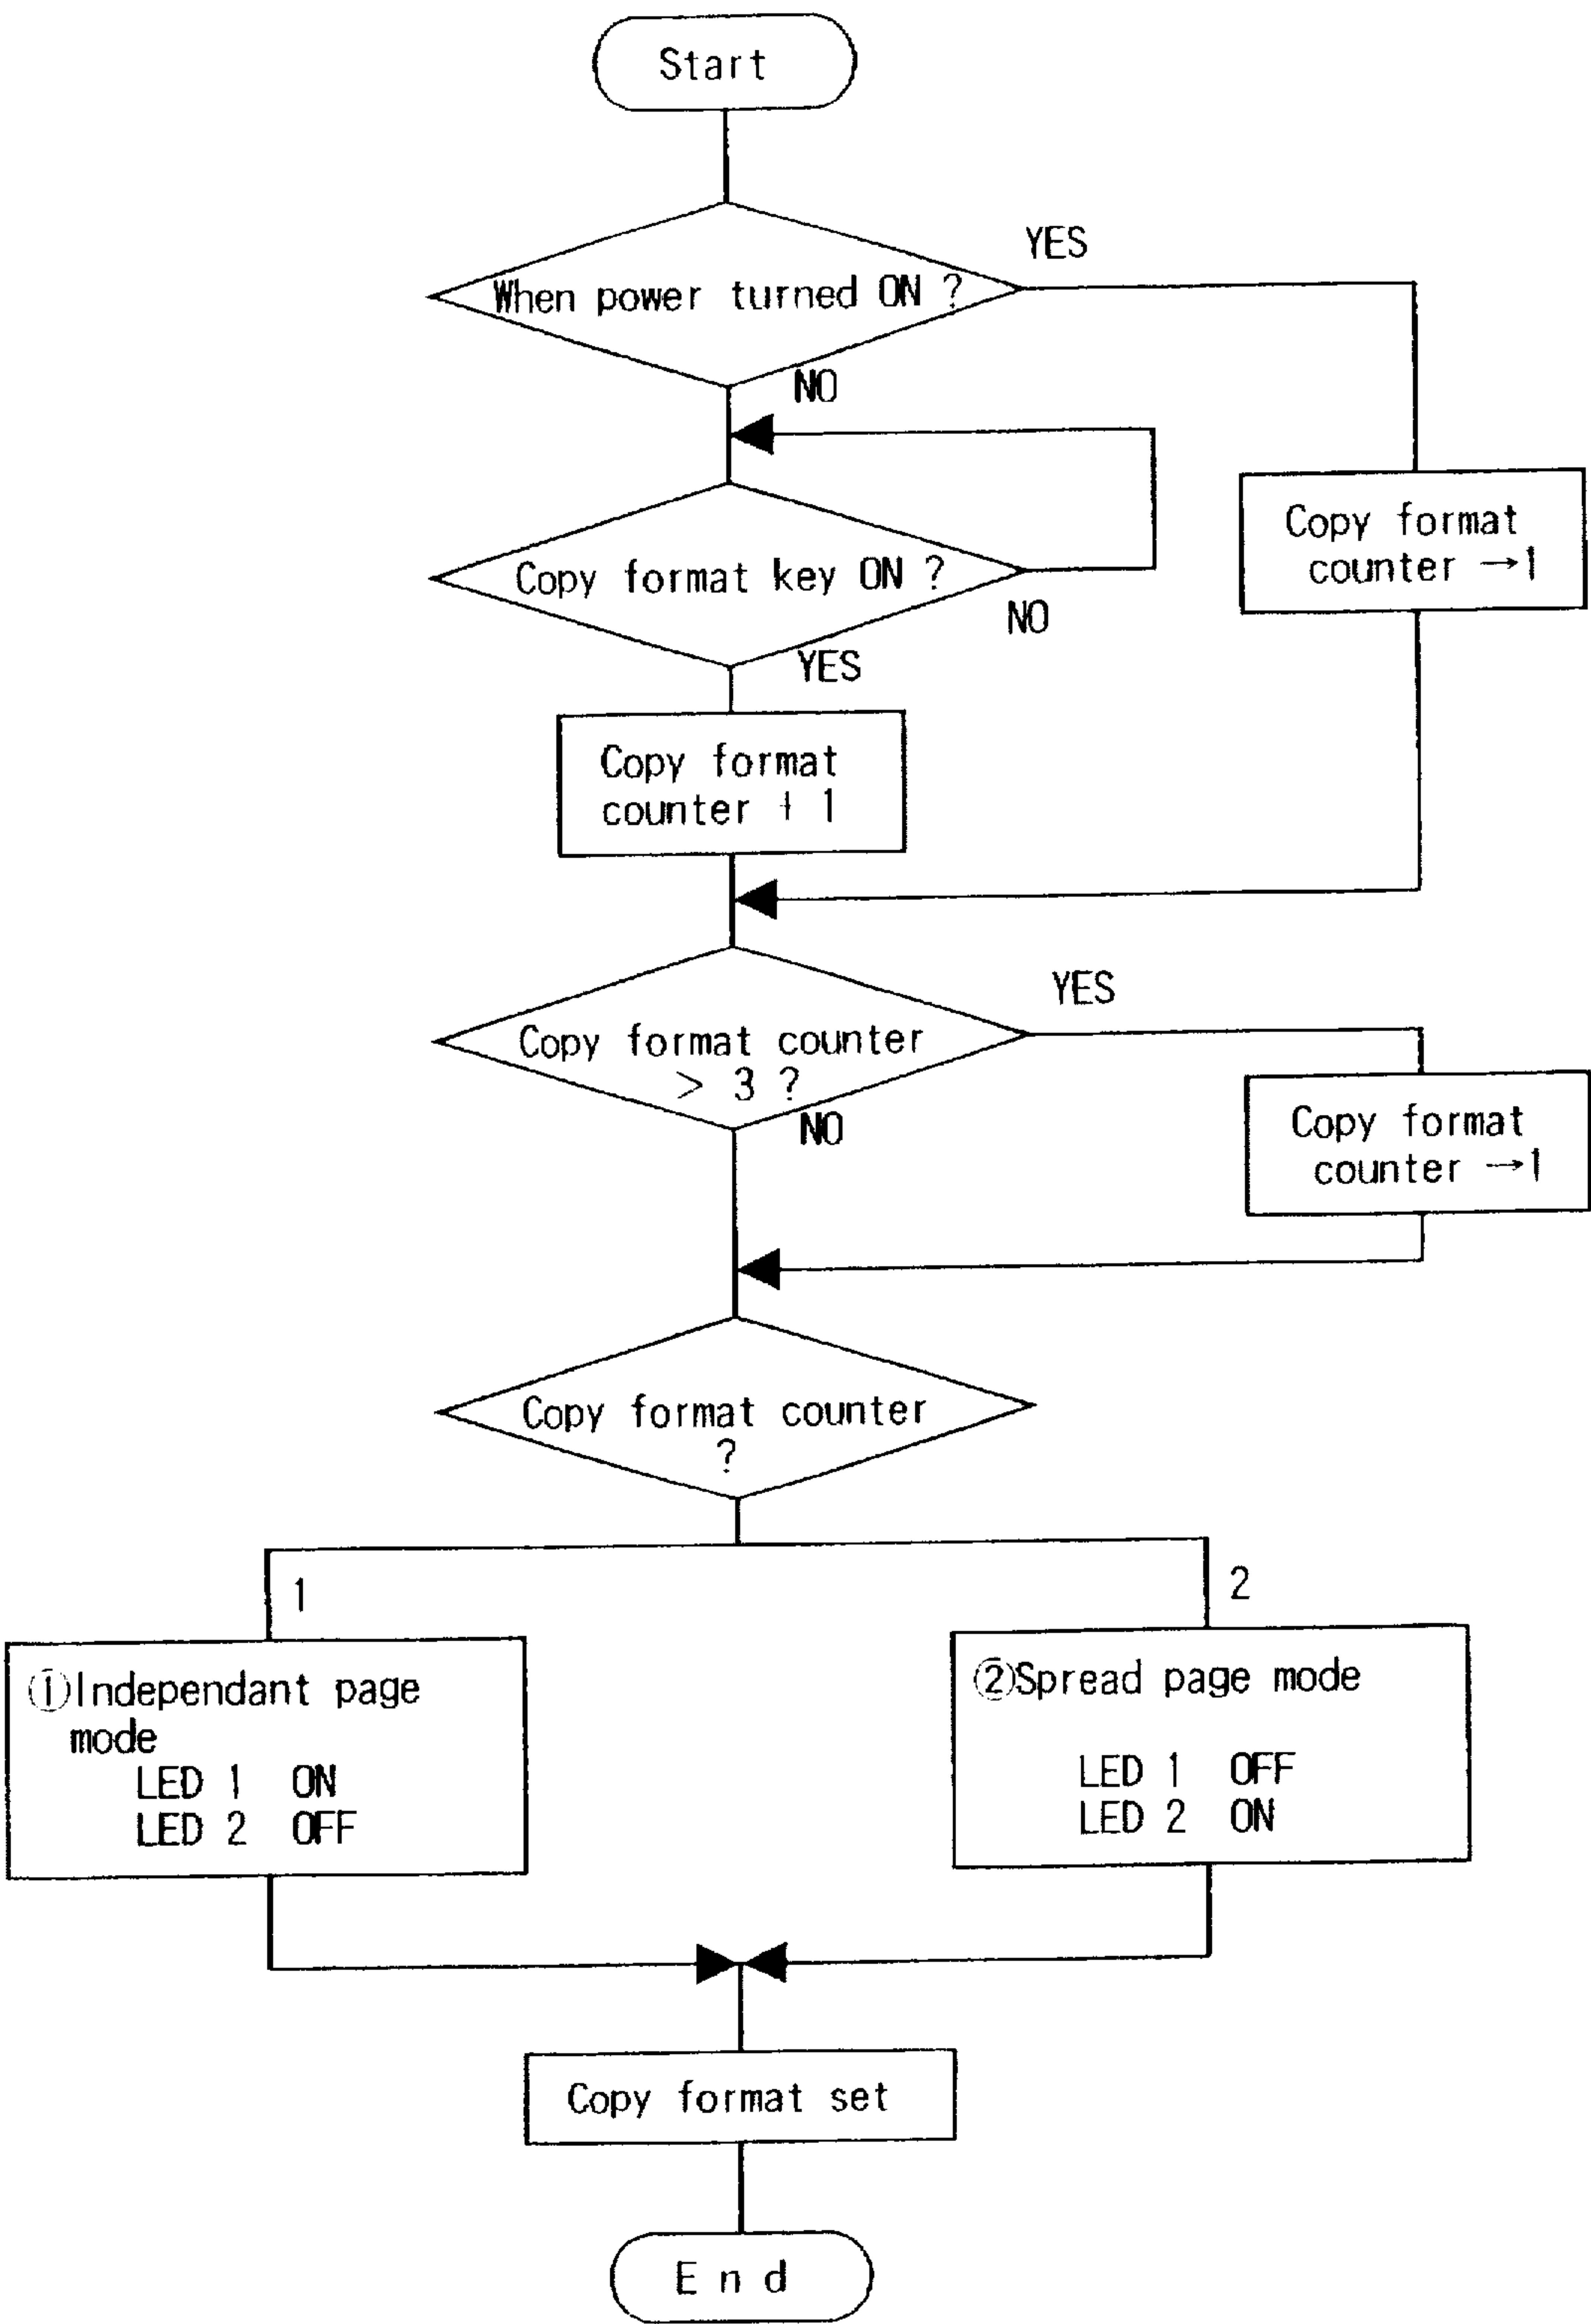 Start
When power turned ON ?
YES
NO
Copy format key ON ?
NO
YES
Copy format
counter →1
Copy format
counter + 1
Copy format counter
> 3 ?
YES
NO
Copy format
counter →1
Copy format counter
?
1
2
①Independant page
mode
LED 1 ON
LED 2 OFF
②Spread page mode
LED 1 OFF
LED 2 ON
Copy format set
End